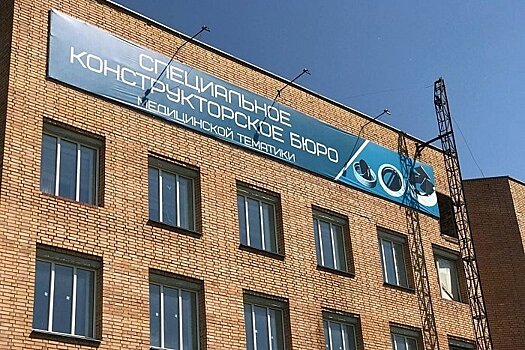 СПЕЦИАЛЬНОЕ
КОНСТРУКТОРСКОЕ БЮРО
МЕДИЦИНСКОЙ ТЕМАТИКИ